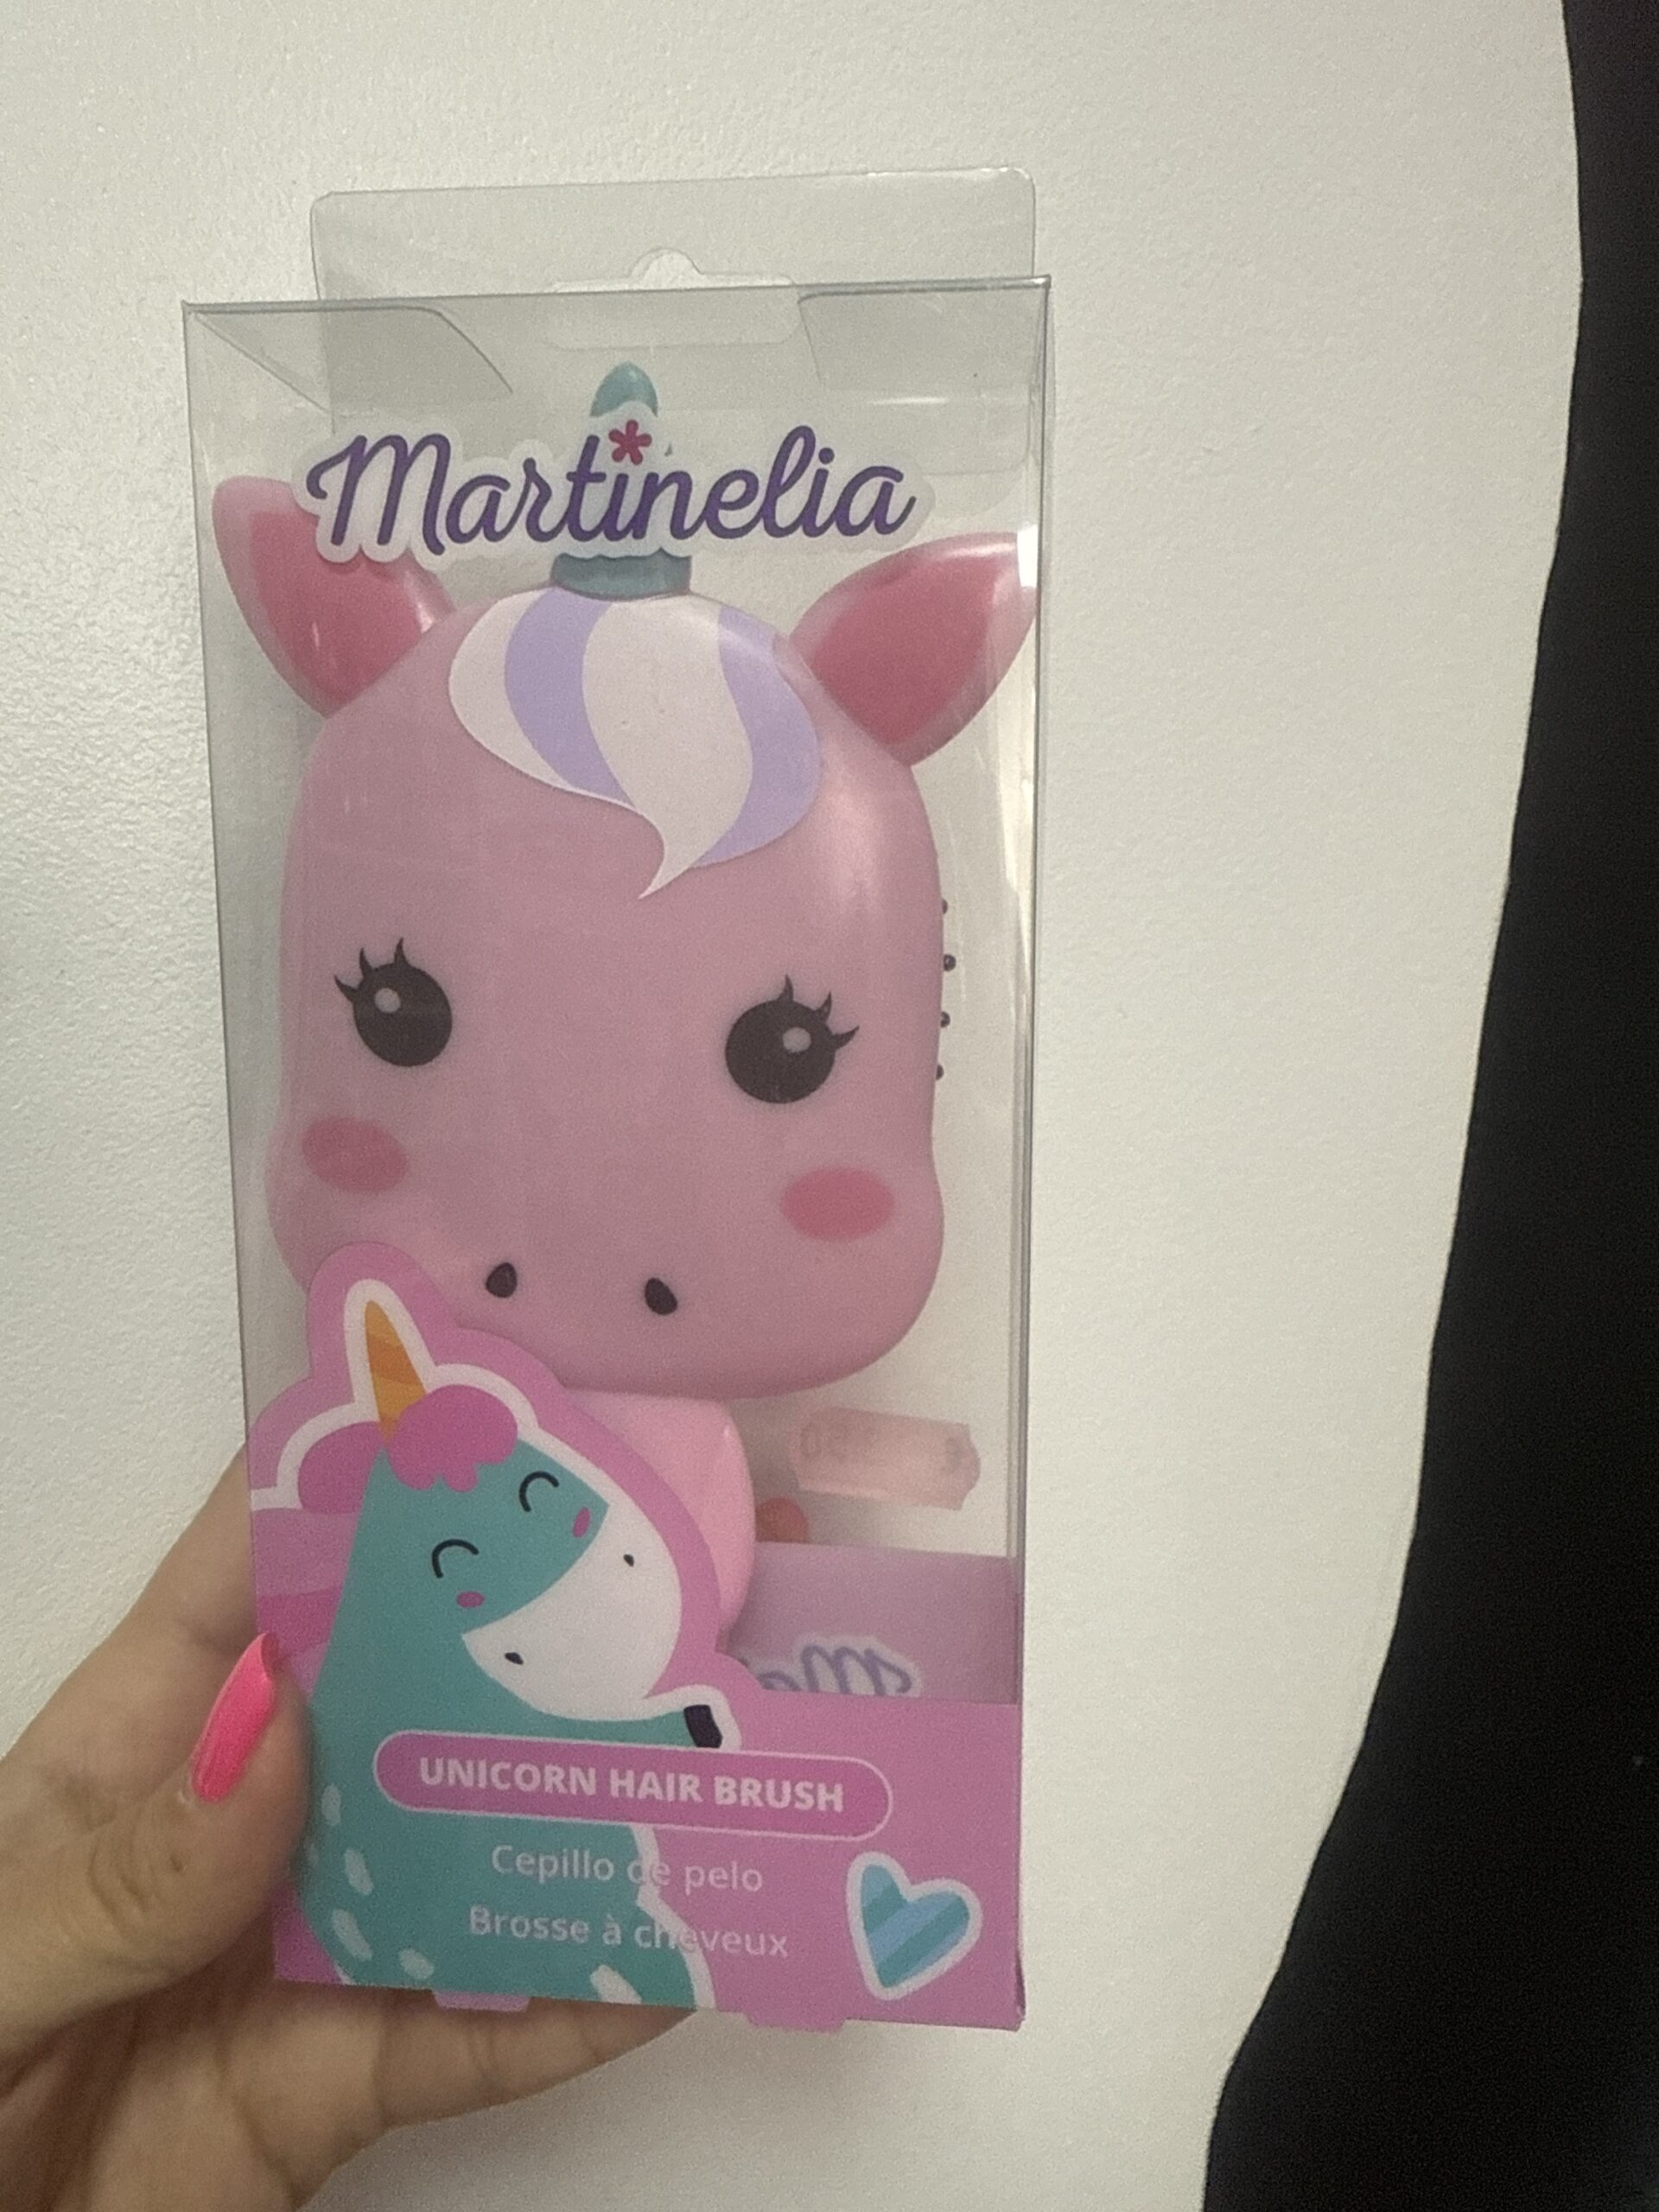 Martinelia
UNICORN HAIR BRUSH
Cepillo de pelo
Brosse à cheveux